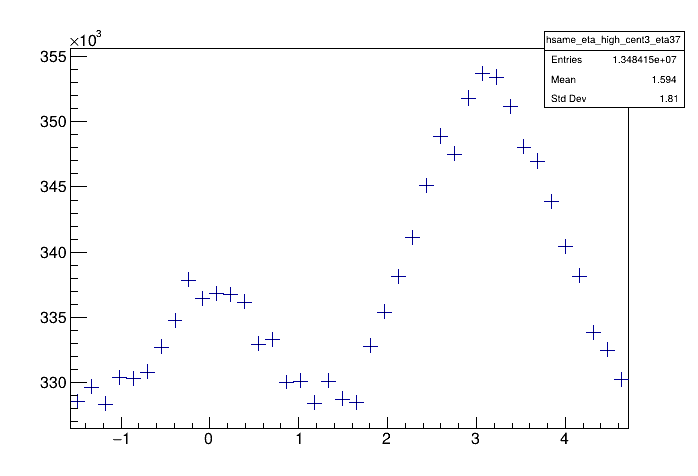 ×10³
hsame_eta_high_cent3_eta37
Entries 1.348415e+07
Mean 1.594
Std Dev 1.81
355
350
345
340
335
330
−1 0 1 2 3 4